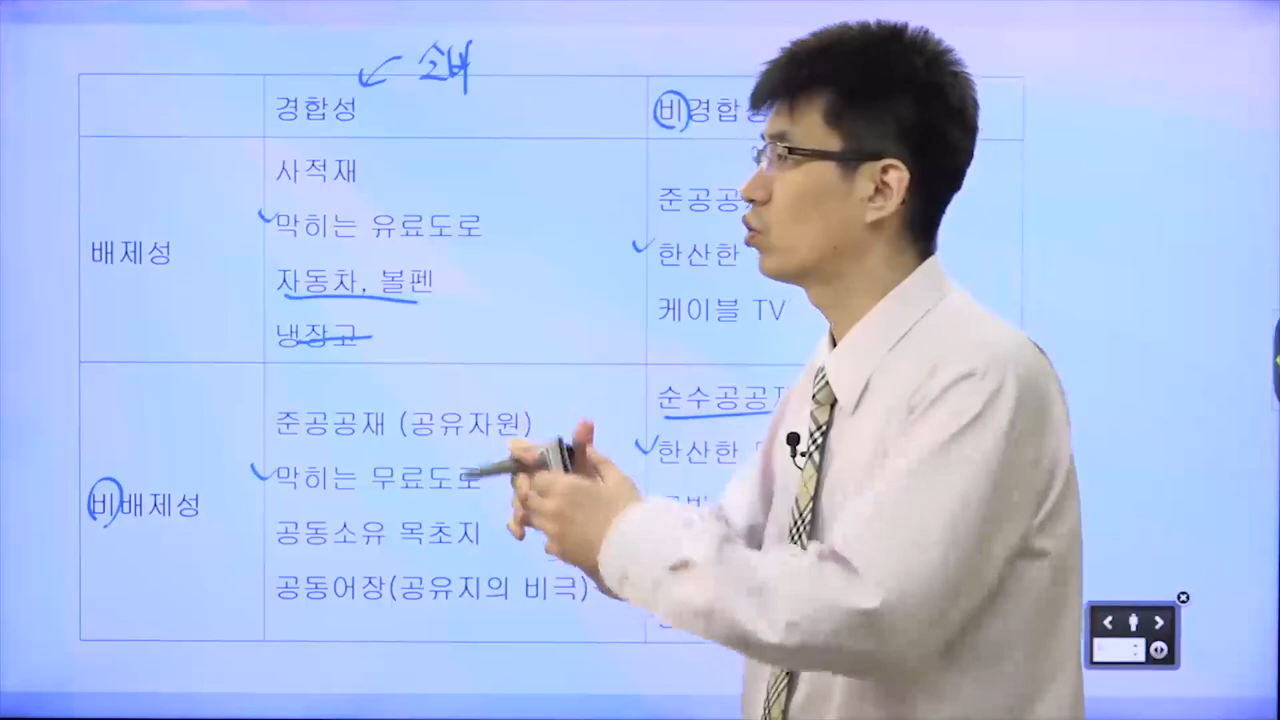 소비
경합성
비경합
배제성
사적재
막히는 유료도로
자동차, 볼펜
냉장고
준공공
한산한
케이블 TV
비배제성
준공공재 (공유자원)
막히는 무료도로
공동소유 목초지
공동어장(공유지의 비극)
순수공공
한산한